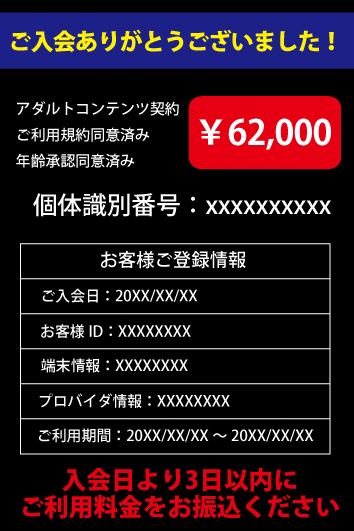 ご入会ありがとうございました！
アダルトコンテンツ契約
ご利用規約同意済み
年齢承認同意済み
￥62,000
個体識別番号：XXXXXXXXXX
お客様ご登録情報
ご入会日：20XX/XX/XX
お客様 ID：XXXXXXXX
端末情報：XXXXXXXX
プロバイダ情報：XXXXXXXX
ご利用期間：20XX/XX/XX ～ 20XX/XX/XX
入会日より3日以内に
ご利用料金をお振込ください